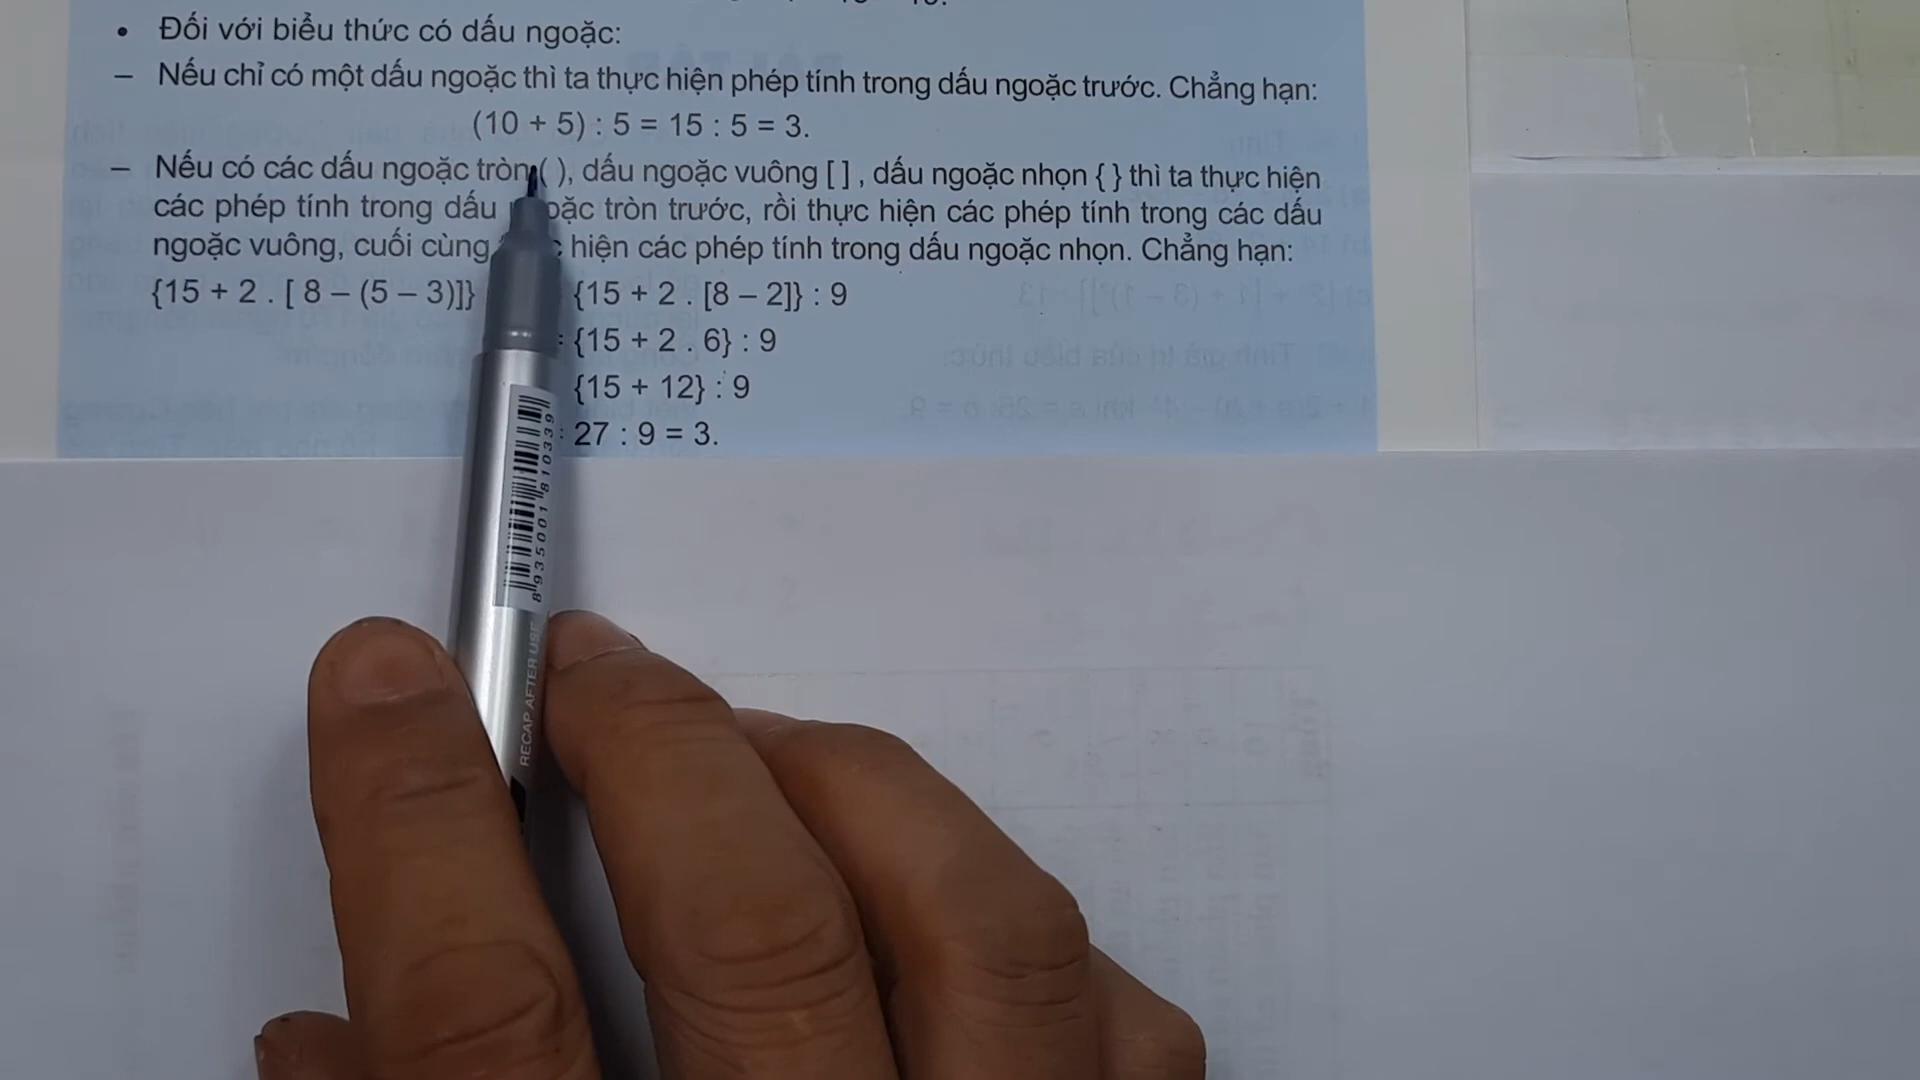 • Đối với biểu thức có dấu ngoặc:
– Nếu chỉ có một dấu ngoặc thì ta thực hiện phép tính trong dấu ngoặc trước. Chẳng hạn:
(10 + 5) : 5 = 15 : 5 = 3.
– Nếu có các dấu ngoặc tròn ( ), dấu ngoặc vuông [ ] , dấu ngoặc nhọn { } thì ta thực hiện
các phép tính trong dấu tròn trước, rồi thực hiện các phép tính trong các dấu
ngoặc vuông, cuối cùng hiện các phép tính trong dấu ngoặc nhọn. Chẳng hạn:
{15 + 2 . [ 8 – (5 – 3)]} {15 + 2 . [8 – 2]} : 9
= {15 + 2 . 6} : 9
{15 + 12} : 9
27 : 9 = 3.
8 935001 810339
RECAP AFTER USE